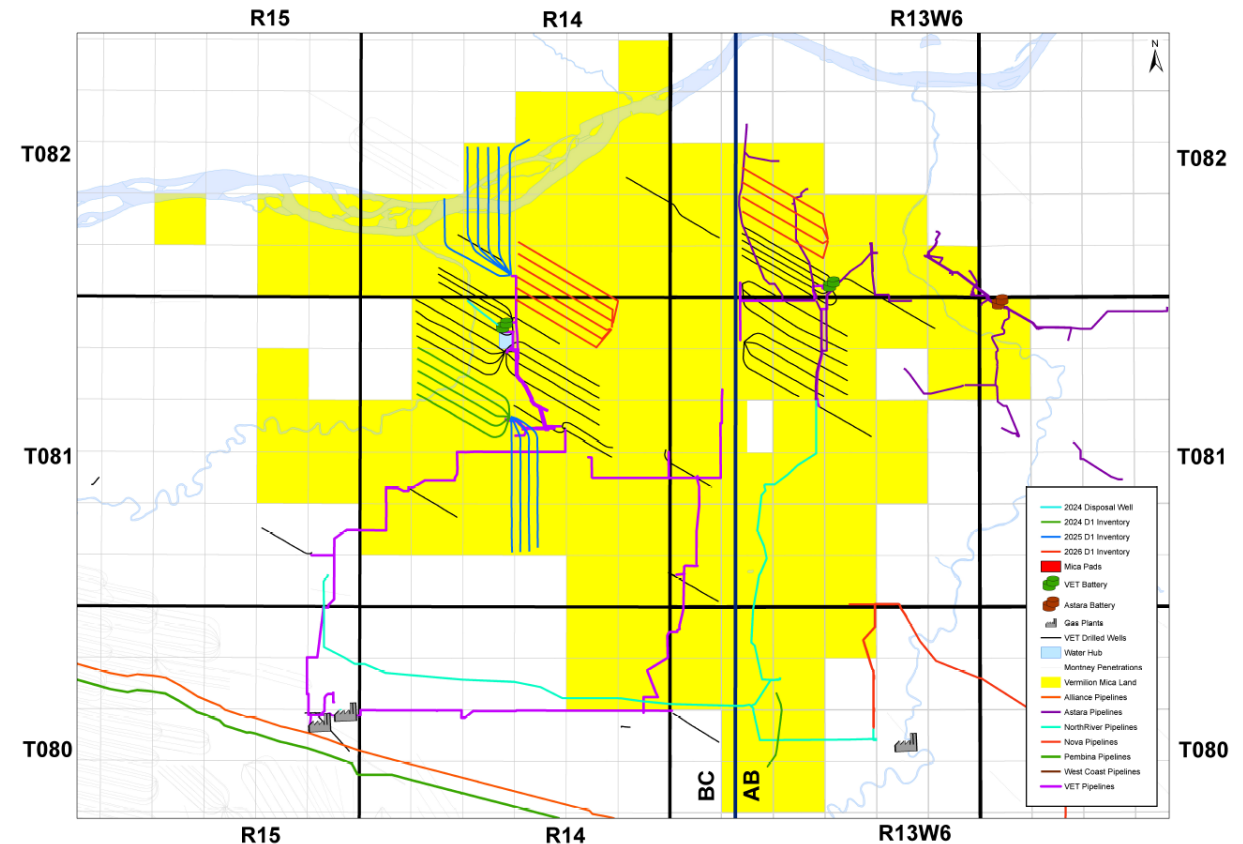 R15
R14
R13W6
N
T082
T082
T081
T081
2024 Disposal Well
2024 D1 Inventory
2025 D1 Inventory
2026 D1 Inventory
Mica Pads
VET Battery
Astara Battery
Gas Plants
VET Drilled Wells
Water Hub
Montney Penetrations
Vermilion Mica Land
Alliance Pipelines
Astara Pipelines
NorthRiver Pipelines
Nova Pipelines
Pembina Pipelines
West Coast Pipelines
VET Pipelines
T080
T080
BC
AB
R15
R14
R13W6